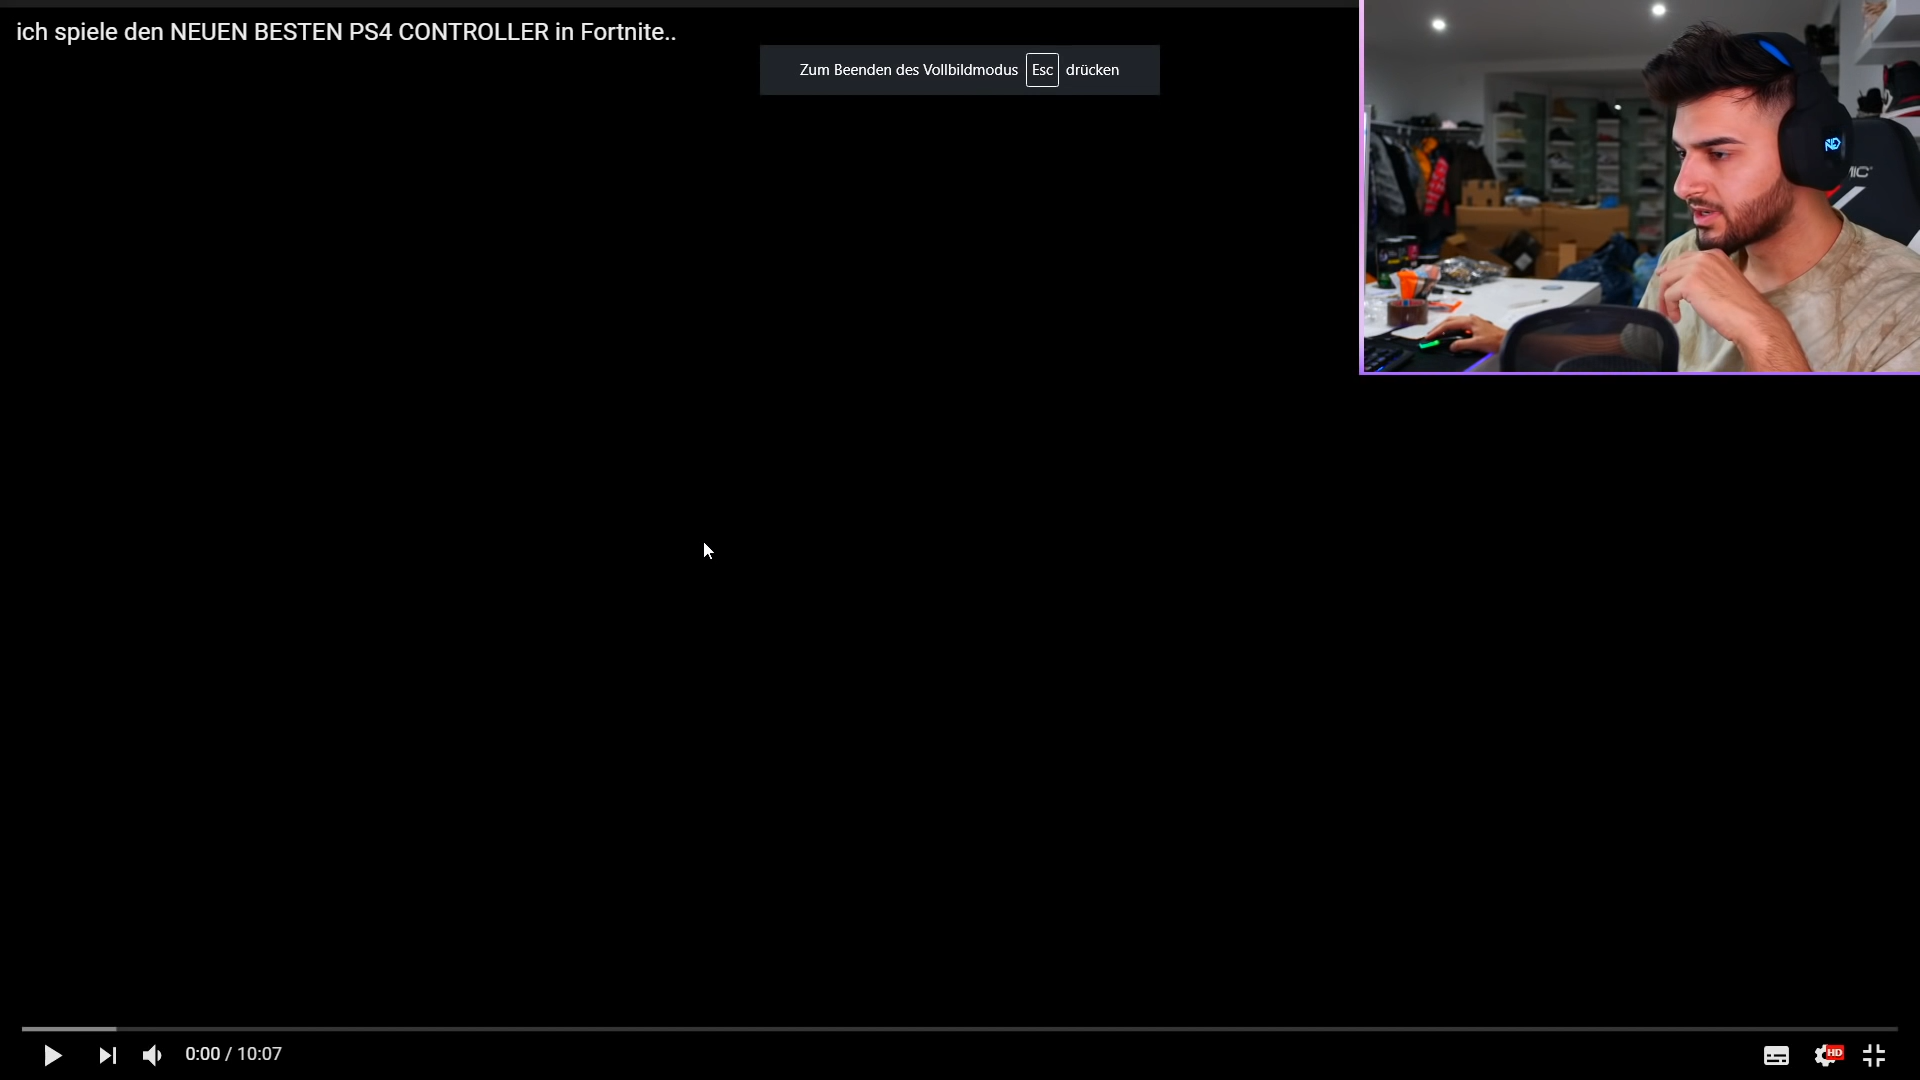 ich spiele den NEUEN BESTEN PS4 CONTROLLER in Fortnite..
Zum Beenden des Vollbildmodus Esc drücken
MIC
0:00 / 10:07
HD